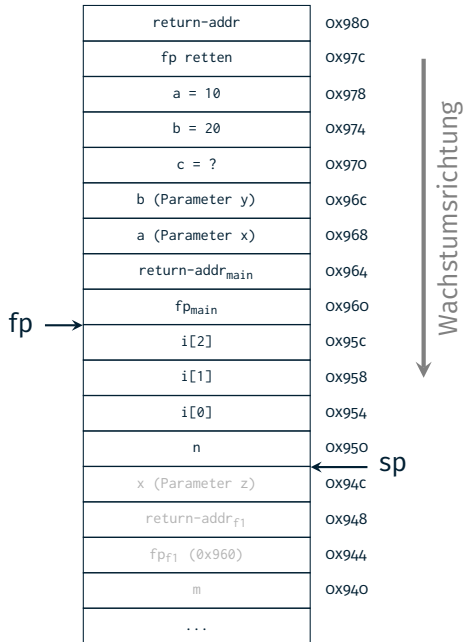 return-addr 0x980
fp retten 0x97c
a = 10 0x978
b = 20 0x974
c = ? 0x970
b (Parameter y) 0x96c
a (Parameter x) 0x968
return-addrmain 0x964
fpmain 0x960
fp
i[2] 0x95c
i[1] 0x958
i[0] 0x954
n 0x950
sp
x (Parameter z) 0x94c
return-addrf1 0x948
fpf1 (0x960) 0x944
m 0x940
...
Wachstumsrichtung